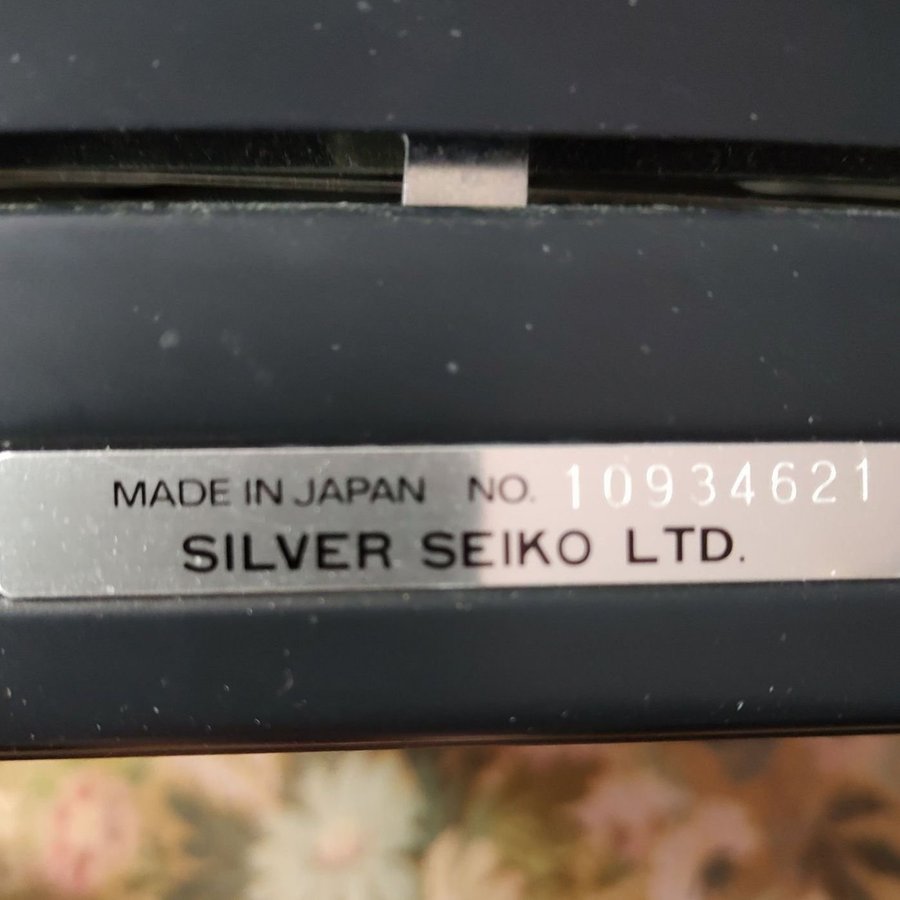 MADE IN JAPAN NO. 10934621
SILVER SEIKO LTD.